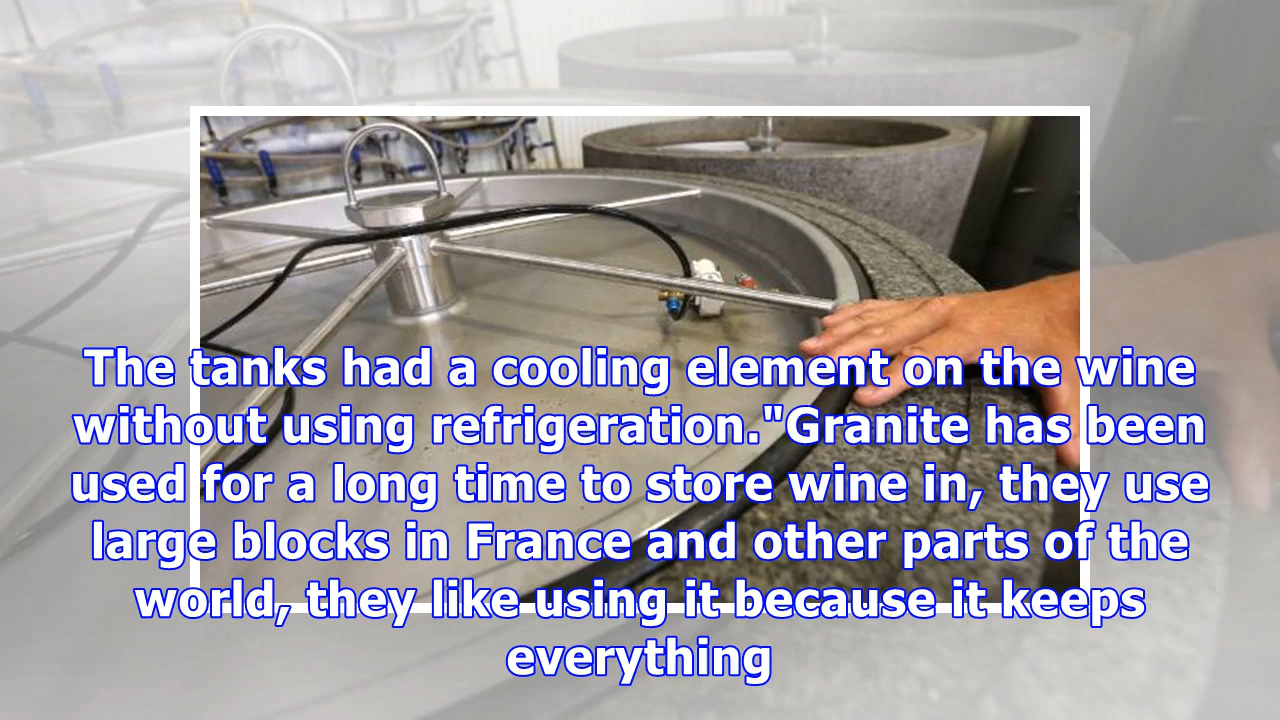 The tanks had a cooling element on the wine
without using refrigeration."Granite has been
used for a long time to store wine in, they use
large blocks in France and other parts of the
world, they like using it because it keeps
everything